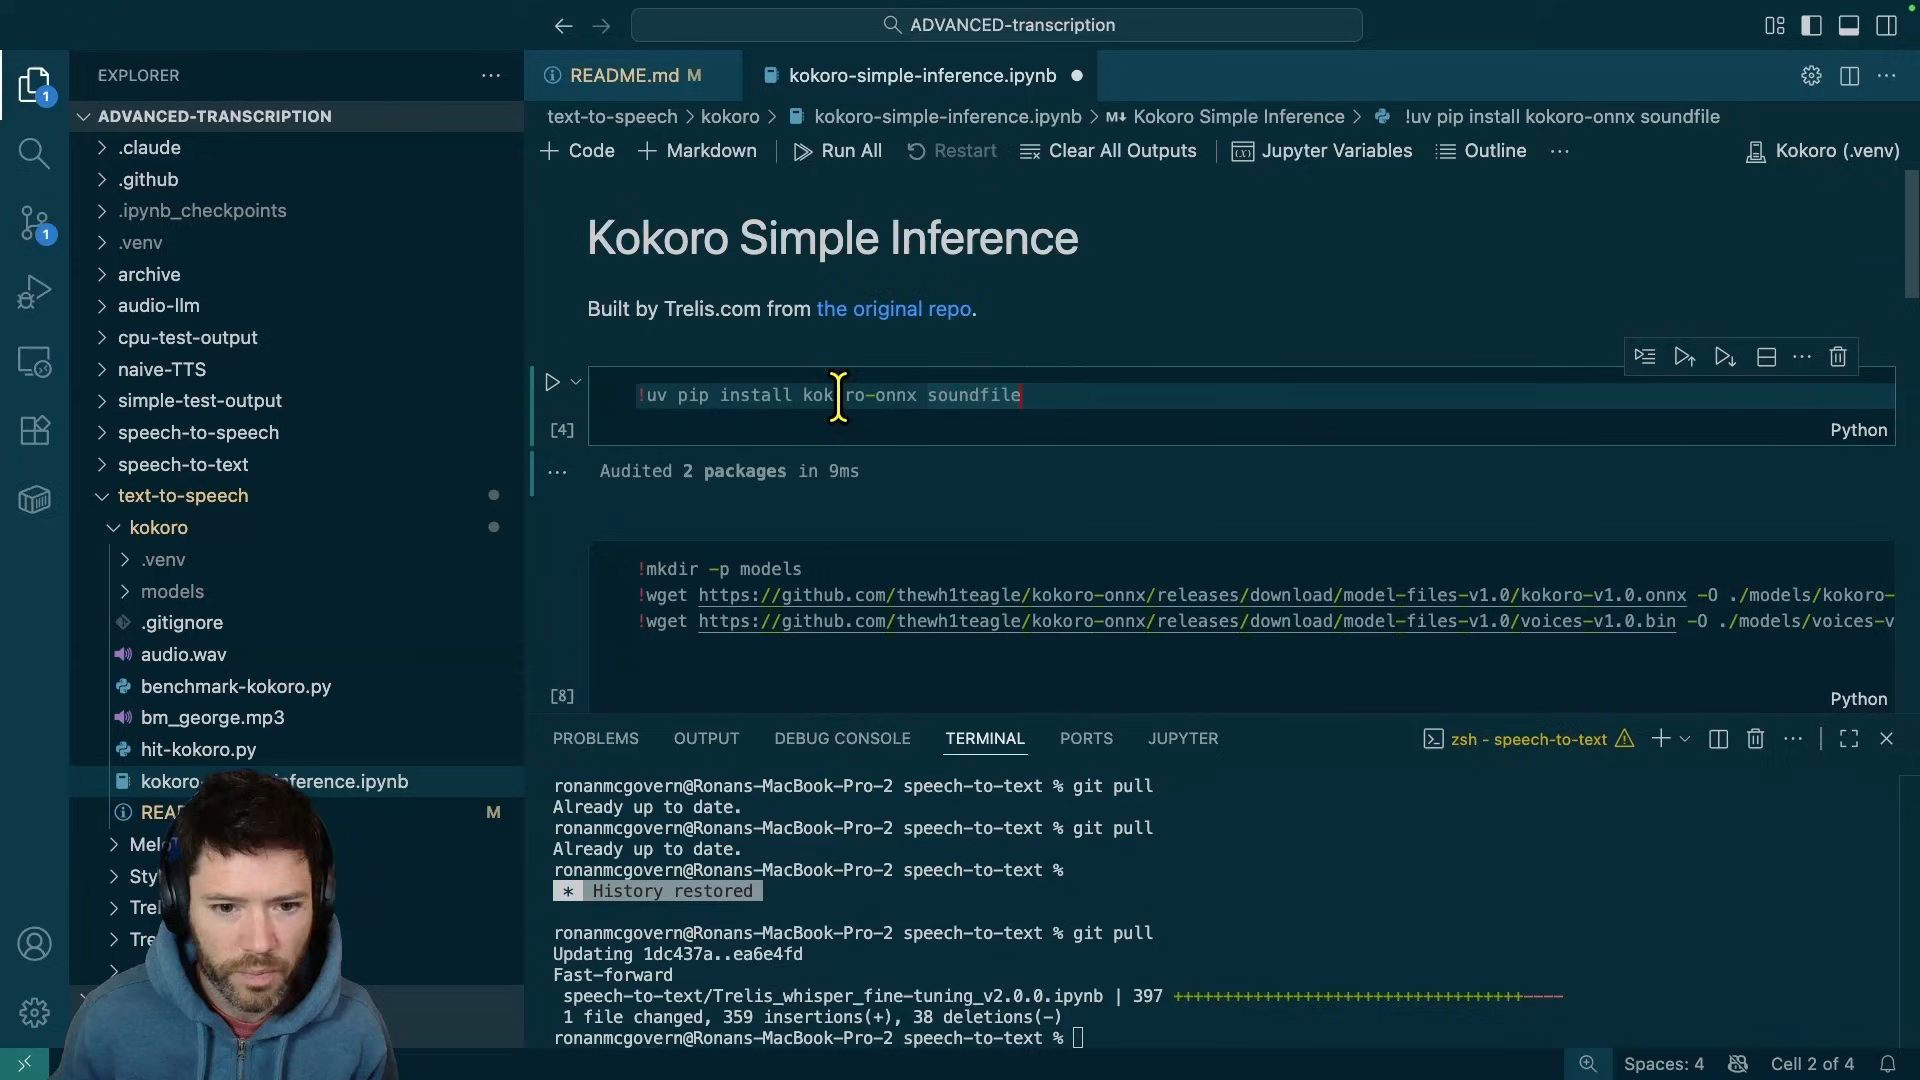 ADVANCED-transcription
EXPLORER
ADVANCED-TRANSCRIPTION
.claude
.github
.ipynb_checkpoints
.venv
archive
audio-llm
cpu-test-output
naive-TTS
simple-test-output
speech-to-speech
speech-to-text
text-to-speech
kokoro
.venv
models
.gitignore
audio.wav
benchmark-kokoro.py
bm_george.mp3
hit-kokoro.py
inference.ipynb
M
1
1
README.md M
kokoro-simple-inference.ipynb
text-to-speech > kokoro > kokoro-simple-inference.ipynb > M↓ Kokoro Simple Inference > !uv pip install kokoro-onnx soundfile
+ Code + Markdown Run All Restart Clear All Outputs Jupyter Variables Outline ··· Kokoro (.venv)
Kokoro Simple Inference
Built by Trelis.com from the original repo.
!uv pip install kokoro-onnx soundfile
[4] Python
Audited 2 packages in 9ms
!mkdir -p models
!wget https://github.com/thewh1teagle/kokoro-onnx/releases/download/model-files-v1.0/kokoro-v1.0.onnx -O ./models/kokoro-
!wget https://github.com/thewh1teagle/kokoro-onnx/releases/download/model-files-v1.0/voices-v1.0.bin -O ./models/voices-v
[8] Python
PROBLEMS OUTPUT DEBUG CONSOLE TERMINAL PORTS JUPYTER zsh - speech-to-text
ronanmcgovern@Ronans-MacBook-Pro-2 speech-to-text % git pull
Already up to date.
ronanmcgovern@Ronans-MacBook-Pro-2 speech-to-text % git pull
Already up to date.
ronanmcgovern@Ronans-MacBook-Pro-2 speech-to-text %
* History restored
ronanmcgovern@Ronans-MacBook-Pro-2 speech-to-text % git pull
Updating 1dc437a..ea6e4fd
Fast-forward
speech-to-text/Trelis_whisper_fine-tuning_v2.0.0.ipynb | 397 ++++++++++++++++++++++++++++++++++----
1 file changed, 359 insertions(+), 38 deletions(-)
ronanmcgovern@Ronans-MacBook-Pro-2 speech-to-text %
Spaces: 4 Cell 2 of 4